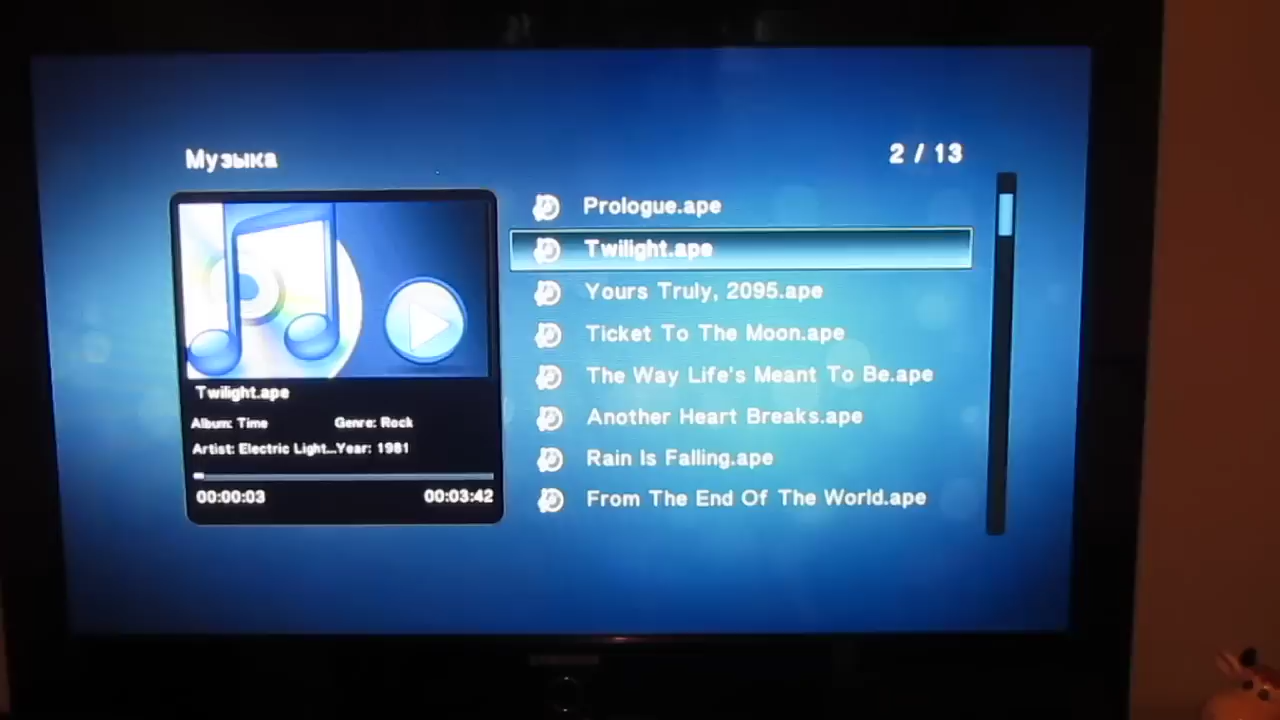 Музыка
2 / 13
Prologue.ape
Twilight.ape
Yours Truly, 2095.ape
Ticket To The Moon.ape
The Way Life's Meant To Be.ape
Another Heart Breaks.ape
Rain Is Falling.ape
From The End Of The World.ape
Twilight.ape
Album: Time Genre: Rock
Artist: Electric Light...Year: 1981
00:00:03 00:03:42